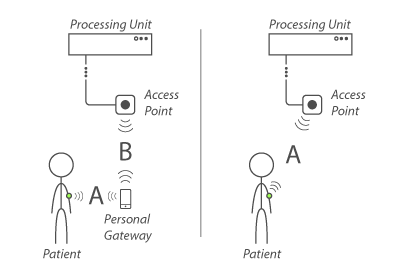 Processing Unit
Access
Point
B
A
Personal
Gateway
Patient
Processing Unit
Access
Point
A
Patient